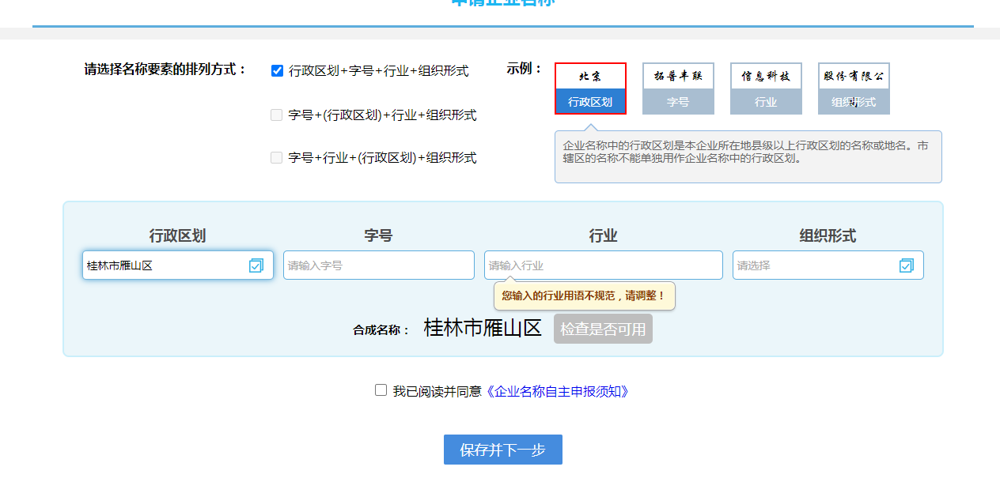 申请企业名称
请选择名称要素的排列方式：
行政区划+字号+行业+组织形式
字号+(行政区划)+行业+组织形式
字号+行业+(行政区划)+组织形式
示例：
北京
行政区划
拓普丰联
字号
信息科技
行业
股份有限公司
组织形式
企业名称中的行政区划是本企业所在地县级以上行政区划的名称或地名。市
辖区的名称不能单独用作企业名称中的行政区划。
行政区划
字号
行业
组织形式
桂林市雁山区
请输入字号
请输入行业
请选择
您输入的行业用语不规范，请调整！
合成名称：
桂林市雁山区
检查是否可用
我已阅读并同意《企业名称自主申报须知》
保存并下一步